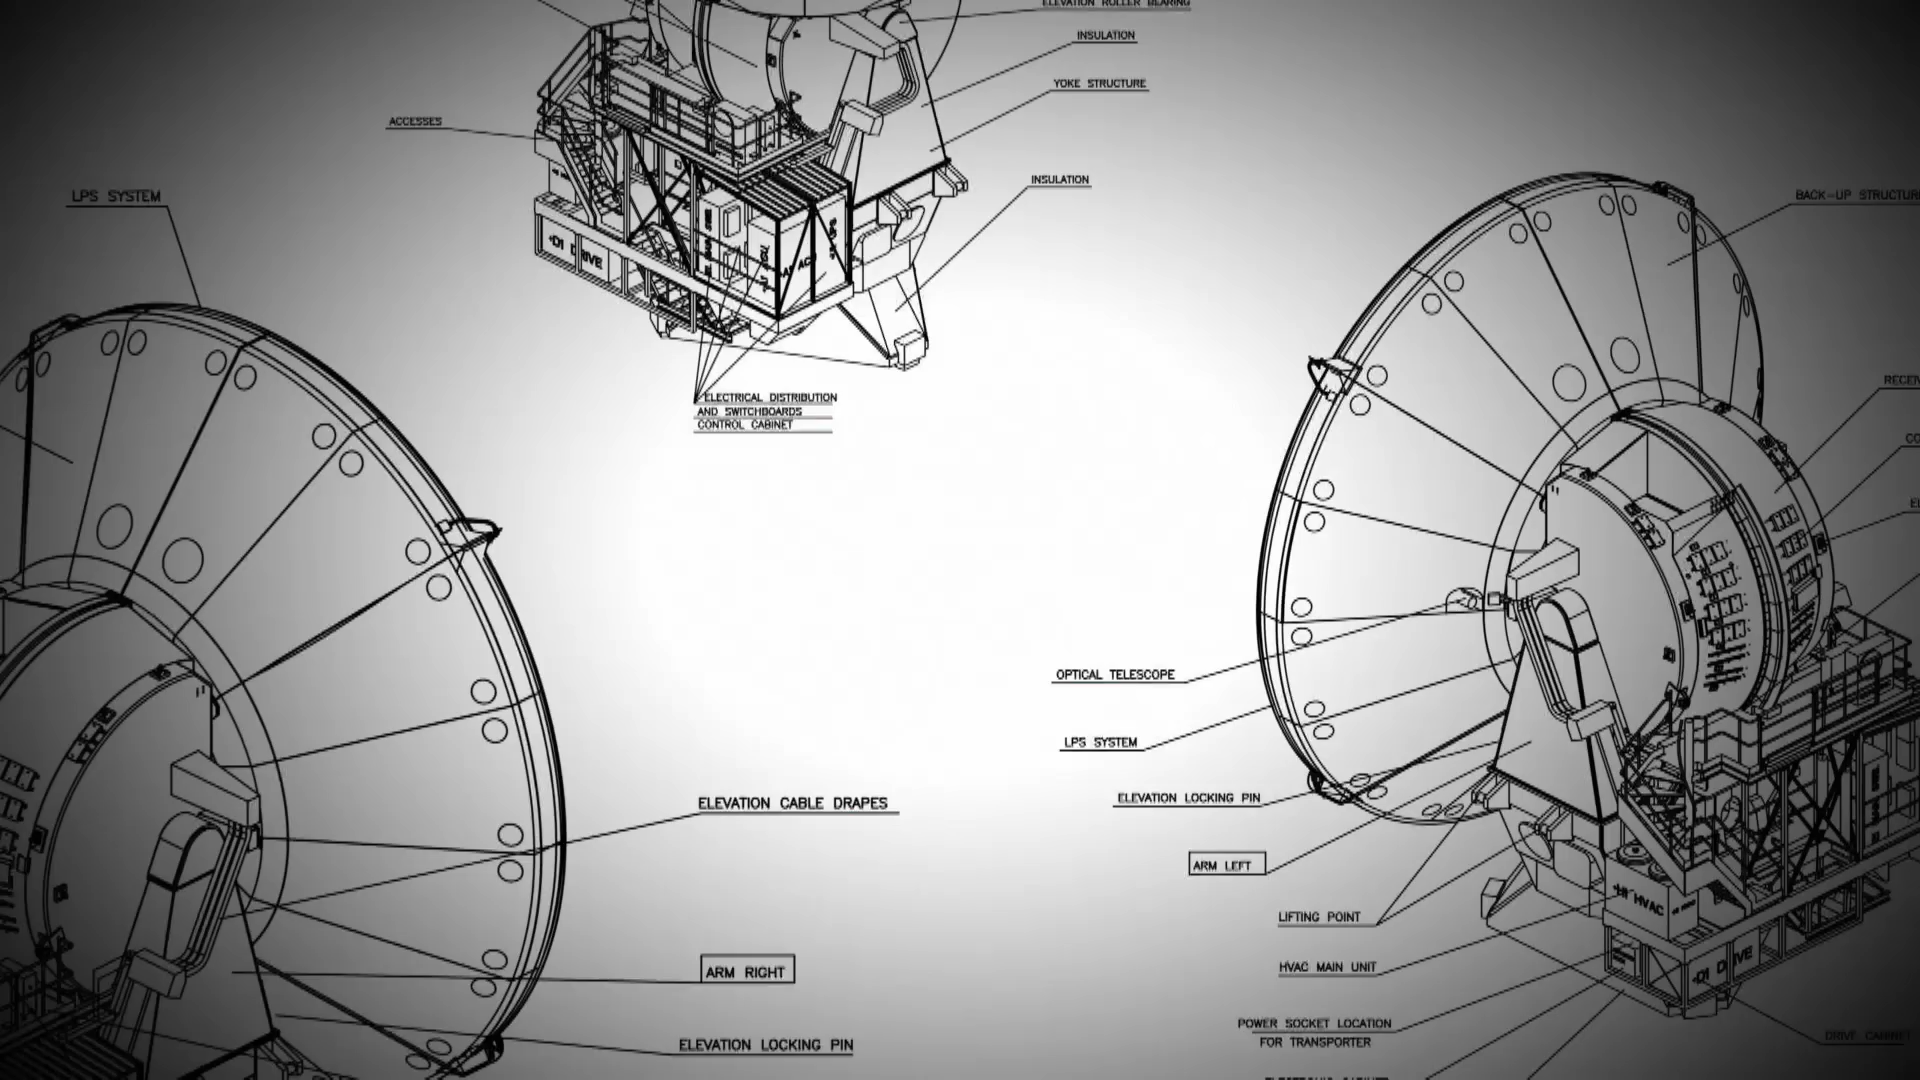 ELEVATION ROLLER BEARING
INSULATION
YOKE STRUCTURE
ACCESSES
INSULATION
LPS SYSTEM
BACK-UP STRUCTURE
+D1 DRIVE
ELECTRICAL DISTRIBUTION
AND SWITCHBOARDS
CONTROL CABINET
OPTICAL TELESCOPE
LPS SYSTEM
ELEVATION LOCKING PIN
ELEVATION CABLE DRAPES
ARM LEFT
HVAC
LIFTING POINT
HVAC MAIN UNIT
ARM RIGHT
+D1 DRIVE
POWER SOCKET LOCATION
FOR TRANSPORTER
DRIVE CABINET
ELEVATION LOCKING PIN